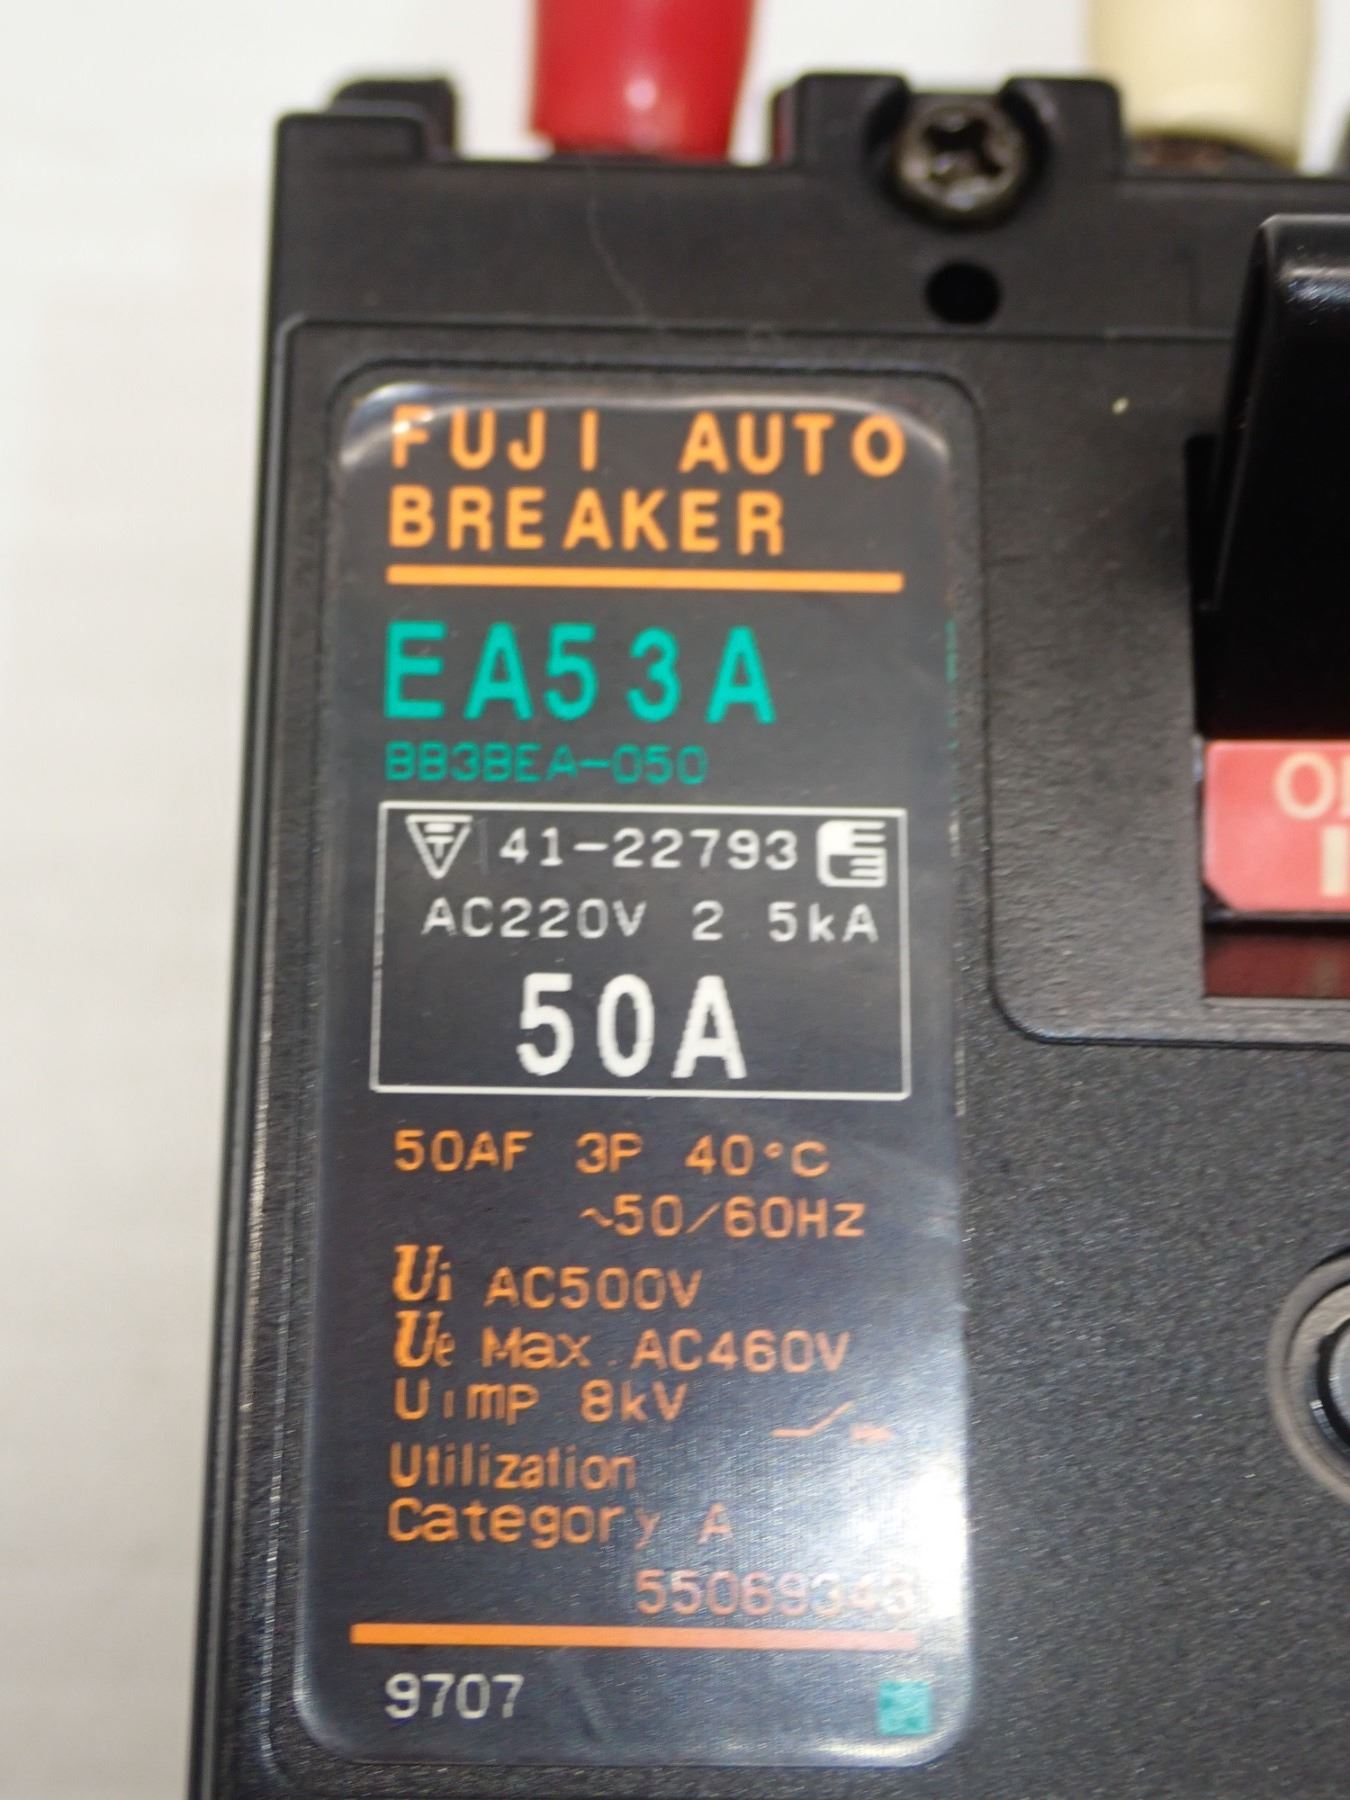 FUJI AUTO
BREAKER
EA53A
BB3BEA-050
41-22793
AC220V 2.5kA
50A
50AF 3P 40°C
~50/60Hz
Ui AC500V
Ue Max. AC460V
Uimp 8kV
Utilization
Category A
55069343
9707